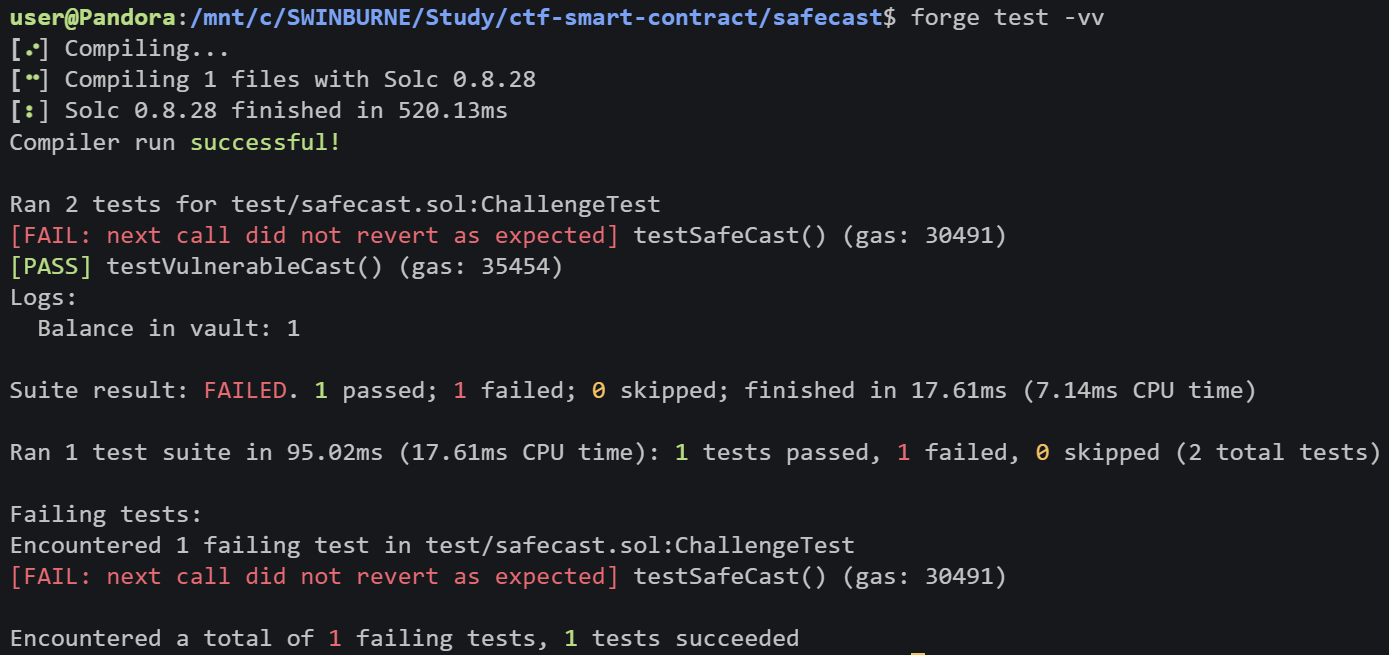 user@Pandora:/mnt/c/SWINBURNE/Study/ctf-smart-contract/safecast$ forge test -vv
[⠊] Compiling...
[⠒] Compiling 1 files with Solc 0.8.28
[⠆] Solc 0.8.28 finished in 520.13ms
Compiler run successful!
Ran 2 tests for test/safecast.sol:ChallengeTest
[FAIL: next call did not revert as expected] testSafeCast() (gas: 30491)
[PASS] testVulnerableCast() (gas: 35454)
Logs:
  Balance in vault: 1
Suite result: FAILED. 1 passed; 1 failed; 0 skipped; finished in 17.61ms (7.14ms CPU time)
Ran 1 test suite in 95.02ms (17.61ms CPU time): 1 tests passed, 1 failed, 0 skipped (2 total tests)
Failing tests:
Encountered 1 failing test in test/safecast.sol:ChallengeTest
[FAIL: next call did not revert as expected] testSafeCast() (gas: 30491)
Encountered a total of 1 failing tests, 1 tests succeeded